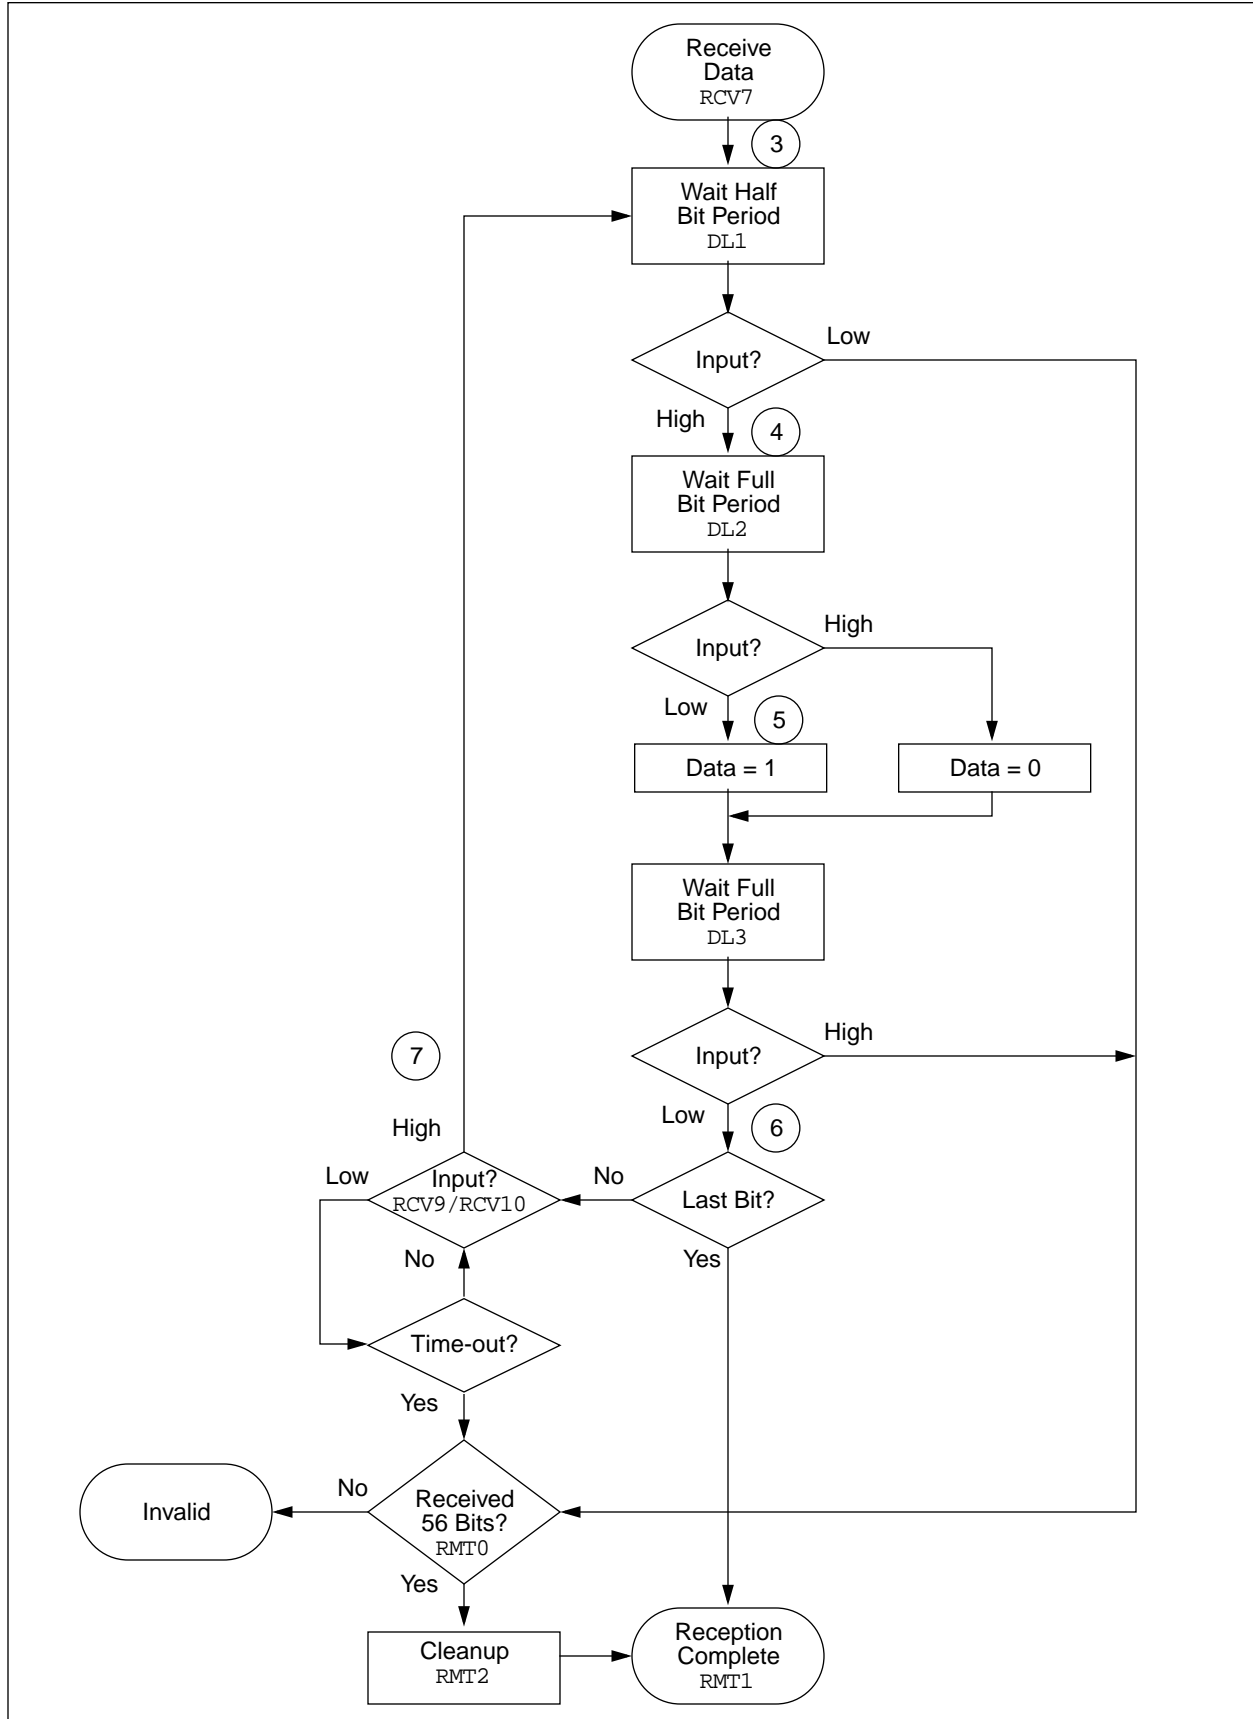 Receive
Data
RCV7
3
Wait Half
Bit Period
DL1
Input?
Low
High
4
Wait Full
Bit Period
DL2
Input?
High
Low
5
Data = 1
Data = 0
Wait Full
Bit Period
DL3
Input?
High
7
Low
6
High
Low
Input?
RCV9/RCV10
No
Last Bit?
No
Yes
Time-out?
Yes
Invalid
No
Received
56 Bits?
RMT0
Yes
Cleanup
RMT2
Reception
Complete
RMT1